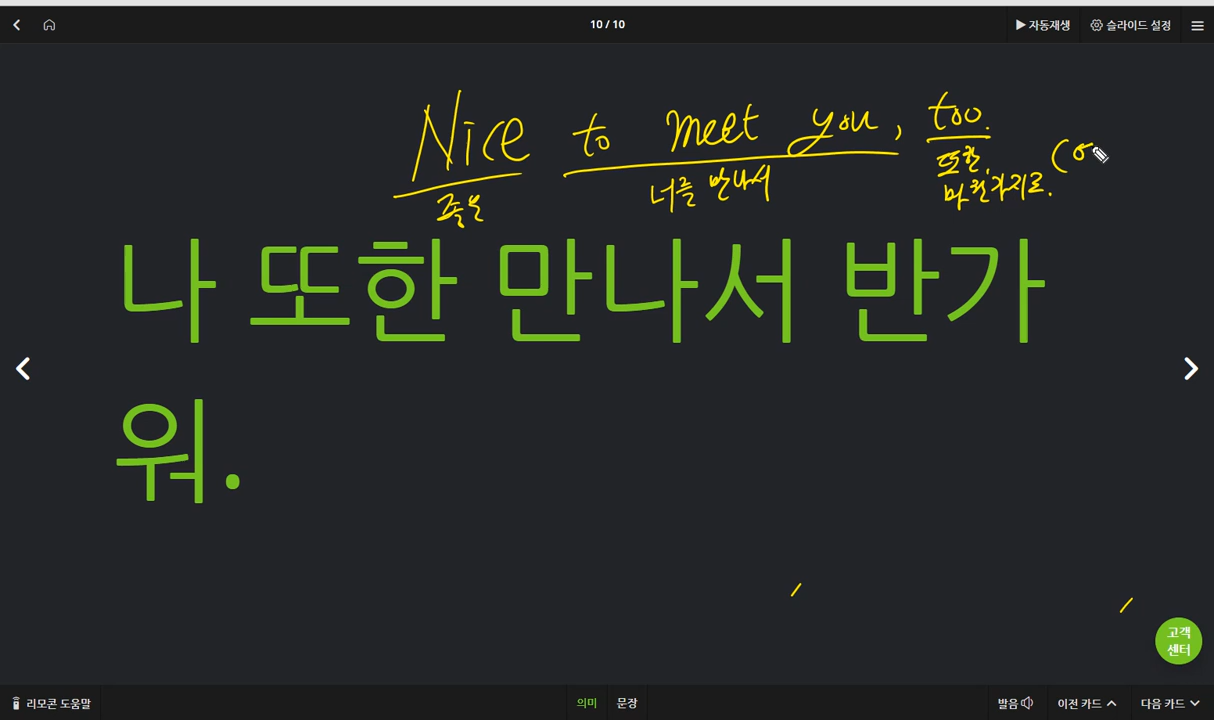 10 / 10
자동재생
슬라이드 설정
Nice to meet you, too.
좋은
너를 만나서
또한,
마찬가지로.
나 또한 만나서 반가
워.
고객
센터
리모콘 도움말
의미
문장
발음
이전 카드
다음 카드